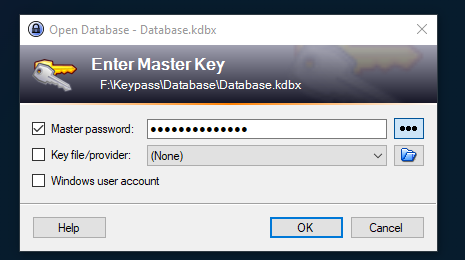 Open Database - Database.kdbx
Enter Master Key
F:\Keypass\Database\Database.kdbx
Master password: ●●●●●●●●●●●●●● ●●●
Key file/provider: (None)
Windows user account
Help OK Cancel